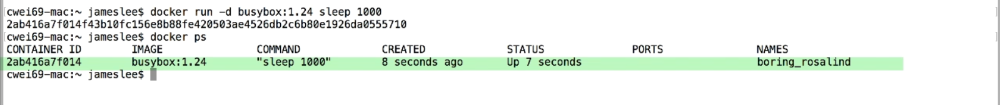 cwei69-mac:~ jameslee$ docker run -d busybox:1.24 sleep 1000
2ab416a7f014f43b10fc156e8b88fe420503ae4526db2c6b80e1926da0555710
cwei69-mac:~ jameslee$ docker ps
CONTAINER ID        IMAGE               COMMAND             CREATED             STATUS              PORTS               NAMES
2ab416a7f014        busybox:1.24        "sleep 1000"        8 seconds ago       Up 7 seconds                            boring_rosalind
cwei69-mac:~ jameslee$